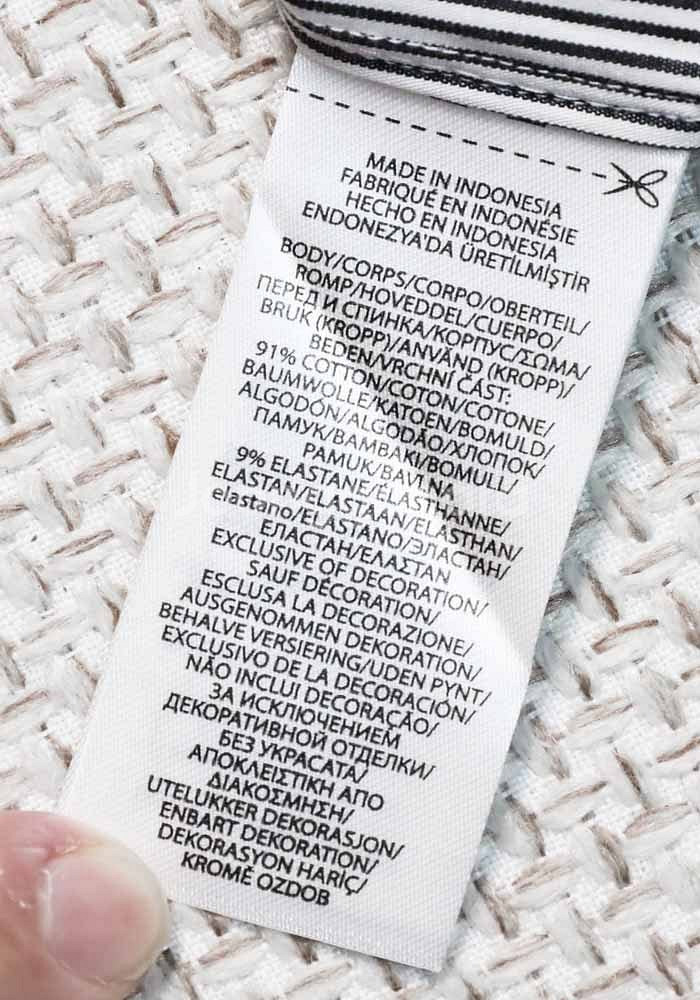 MADE IN INDONESIA
FABRIQUÉ EN INDONÉSIE
HECHO EN INDONESIA
ENDONEZYA'DA ÜRETİLMİŞTİR
BODY/CORPS/CORPO/OBERTEIL/
ROMP/HOVEDDEL/CUERPO/
ПЕРЕД И СПИНКА/КОРПУС/ΣΩΜΑ/
BRUK (KROPP)/ANVÄND (KROPP)/
BEDEN/VRCHNÍ ČÁST:
91% COTTON/COTON/COTONE/
BAUMWOLLE/KATOEN/BOMULD/
ALGODÓN/ALGODÃO/ХЛОПОК/
ПАМУК/ΒΑΜΒΑΚΙ/BOMULL/
PAMUK/BAVLNA
9% ELASTANE/ÉLASTHANNE/
ELASTAN/ELASTAAN/ELASTHAN/
elastano/ELASTANO/ЭЛАСТАН/
ЕЛАСТАН/ΕΛΑΣΤΑΝ
EXCLUSIVE OF DECORATION/
SAUF DÉCORATION/
ESCLUSA LA DECORAZIONE/
AUSGENOMMEN DEKORATION/
BEHALVE VERSIERING/UDEN PYNT/
EXCLUSIVO DE LA DECORACIÓN/
NÃO INCLUI DECORAÇÃO/
ЗА ИСКЛЮЧЕНИЕМ
ДЕКОРАТИВНОЙ ОТДЕЛКИ/
БЕЗ УКРАСАТА/
ΑΠΟΚΛΕΙΣΤΙΚΗ ΑΠΟ
ΔΙΑΚΟΣΜΗΣΗ/
UTELUKKER DEKORASJON/
ENBART DEKORATION/
DEKORASYON HARİÇ/
KROMĚ OZDOB